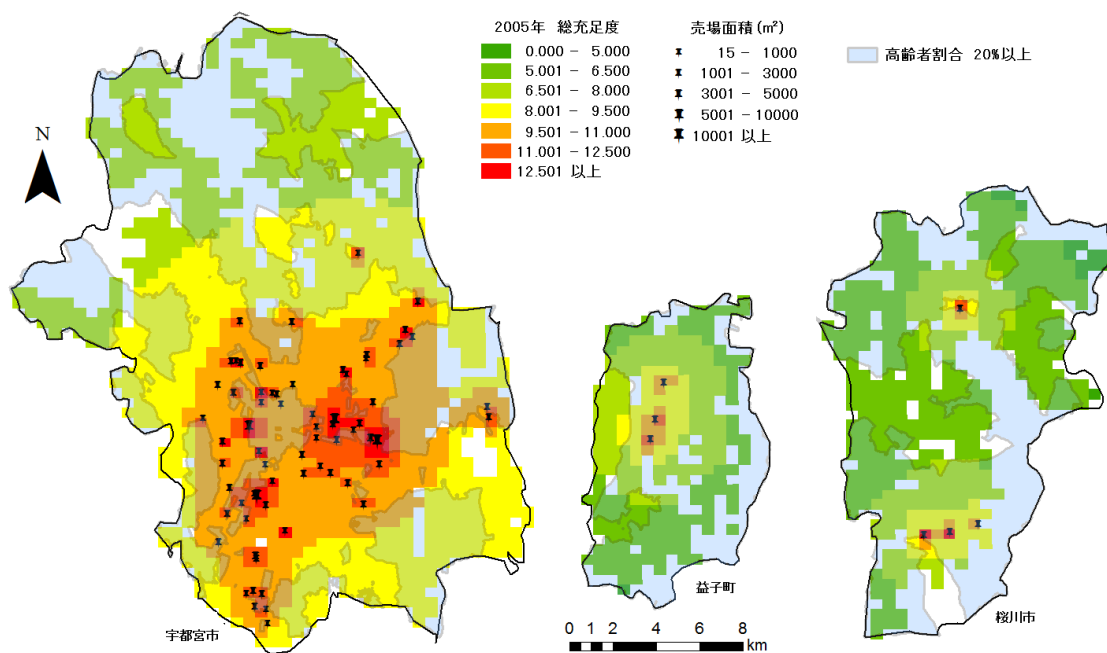 2005年 総充足度
0.000 - 5.000
5.001 - 6.500
6.501 - 8.000
8.001 - 9.500
9.501 - 11.000
11.001 - 12.500
12.501 以上
売場面積(㎡)
15 - 1000
1001 - 3000
3001 - 5000
5001 - 10000
10001 以上
高齢者割合 20%以上
N
宇都宮市
益子町
桜川市
0 1 2 4 6 8
km